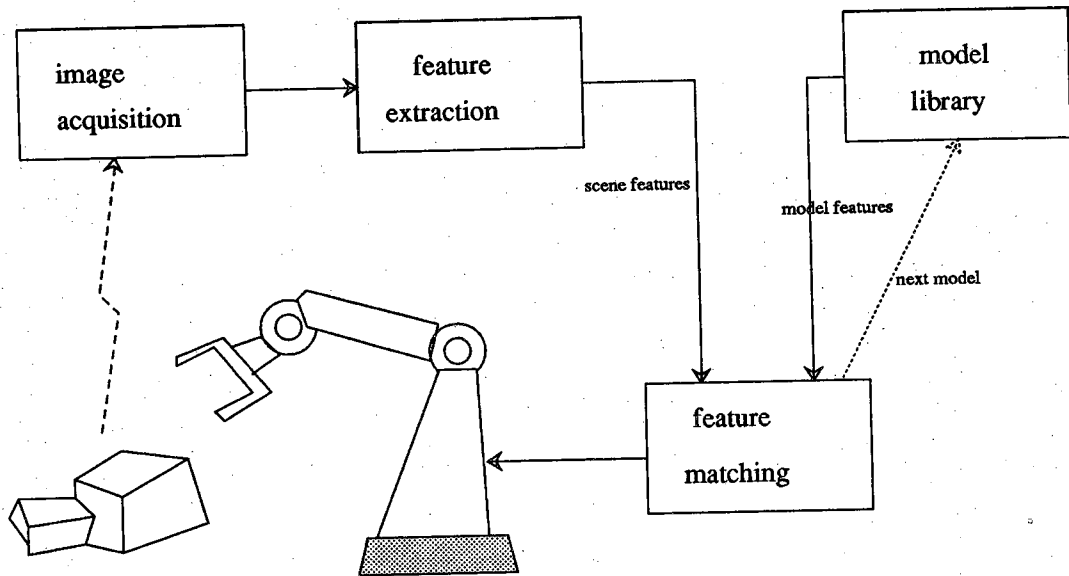 image
acquisition
feature
extraction
model
library
scene features
model features
next model
feature
matching